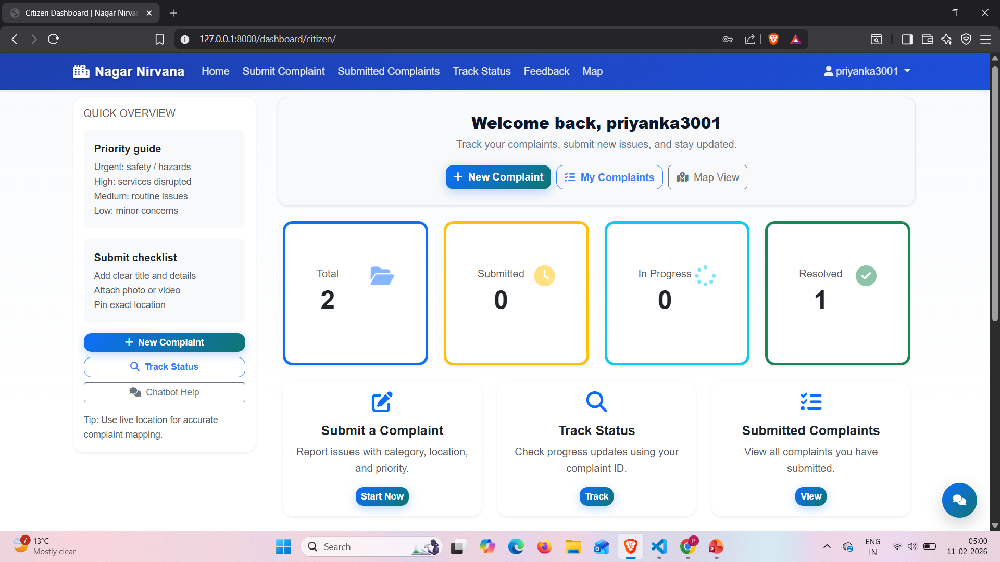 Citizen Dashboard | Nagar Nirva
127.0.0.1:8000/dashboard/citizen/
Nagar Nirvana
Home
Submit Complaint
Submitted Complaints
Track Status
Feedback
Map
priyanka3001
QUICK OVERVIEW
Priority guide
Urgent: safety / hazards
High: services disrupted
Medium: routine issues
Low: minor concerns
Submit checklist
Add clear title and details
Attach photo or video
Pin exact location
New Complaint
Track Status
Chatbot Help
Tip: Use live location for accurate
complaint mapping.
Welcome back, priyanka3001
Track your complaints, submit new issues, and stay updated.
New Complaint
My Complaints
Map View
Total
2
Submitted
0
In Progress
0
Resolved
1
Submit a Complaint
Report issues with category, location,
and priority.
Start Now
Track Status
Check progress updates using your
complaint ID.
Track
Submitted Complaints
View all complaints you have
submitted.
View
7
13°C
Mostly clear
Search
P
P
ENG
IN
05:00
11-02-2026